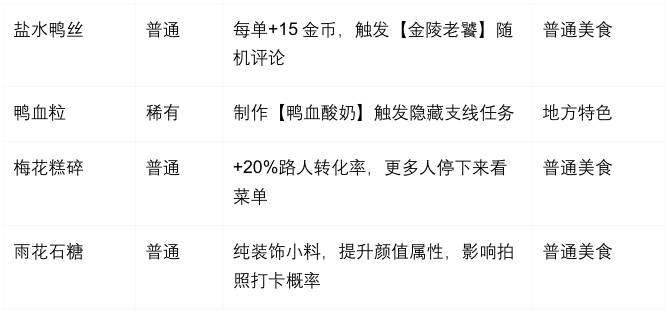 盐水鸭丝 普通 每单+15 金币，触发【金陵老饕】随 普通美食
机评论
鸭血粒 稀有 制作【鸭血酸奶】触发隐藏支线任务 地方特色
梅花糕碎 普通 +20%路人转化率，更多人停下来看 普通美食
菜单
雨花石糖 普通 纯装饰小料，提升颜值属性，影响拍 普通美食
照打卡概率